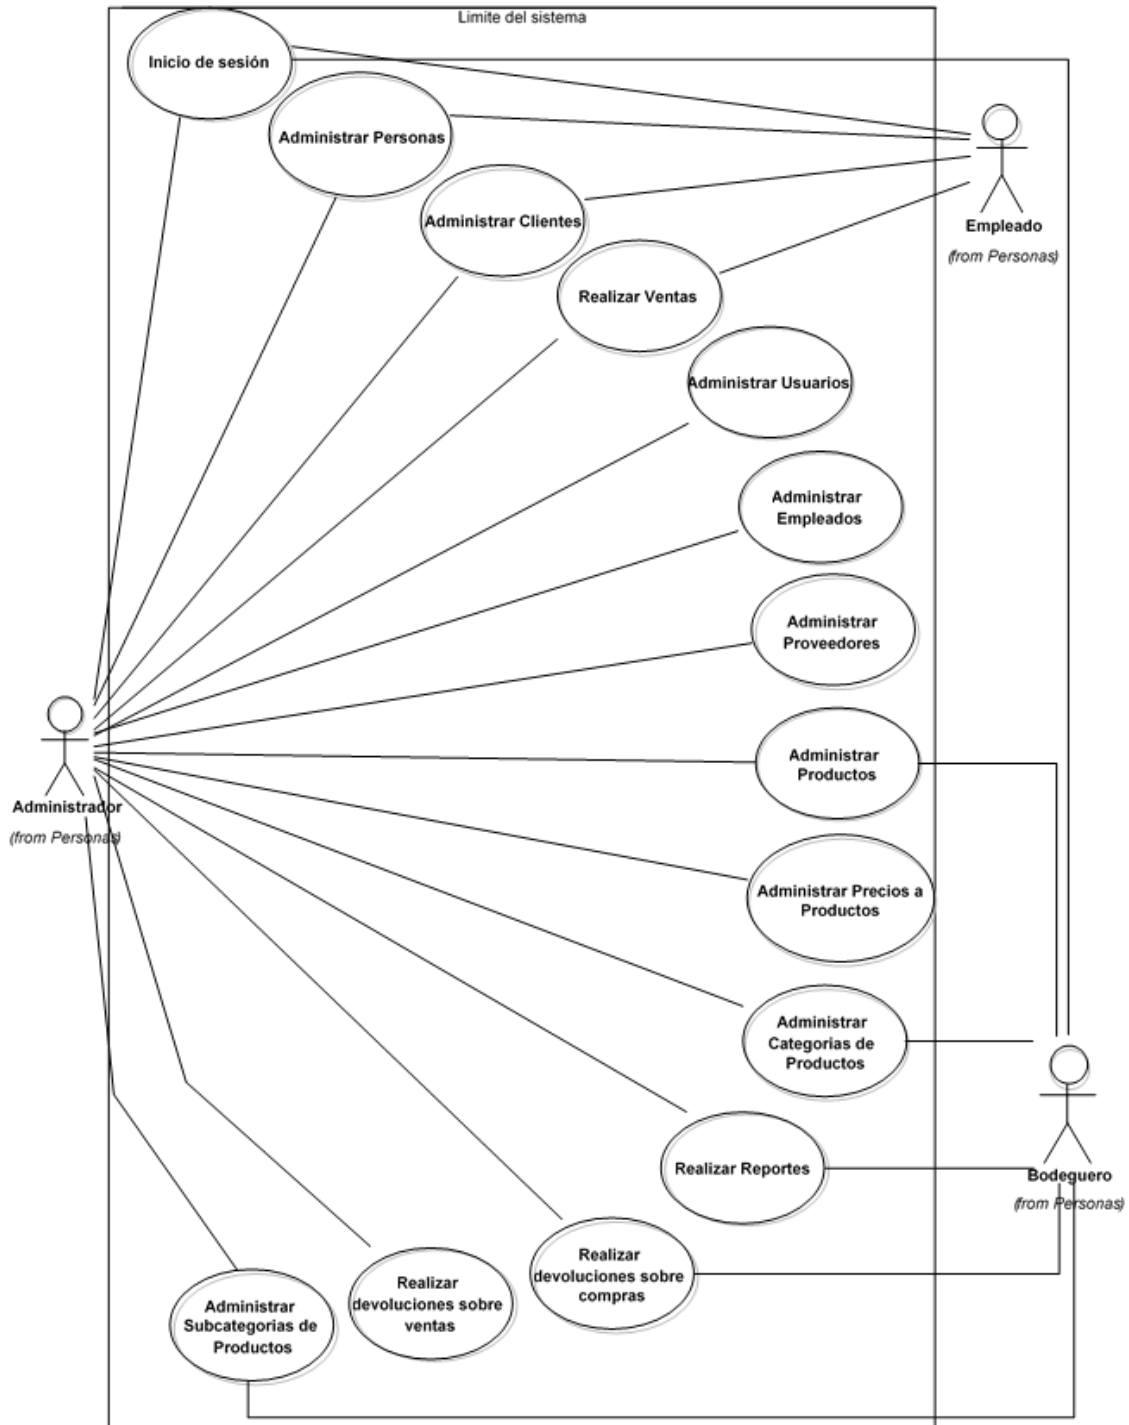 Limite del sistema
Inicio de sesión
Administrar Personas
Administrar Clientes
Empleado
(from Personas)
Realizar Ventas
Administrar Usuarios
Administrar
Empleados
Administrar
Proveedores
Administrar
Productos
Administrador
(from Personas)
Administrar Precios a
Productos
Administrar
Categorias de
Productos
Realizar Reportes
Bodeguero
(from Personas)
Realizar
devoluciones sobre
compras
Realizar
devoluciones sobre
ventas
Administrar
Subcategorias de
Productos